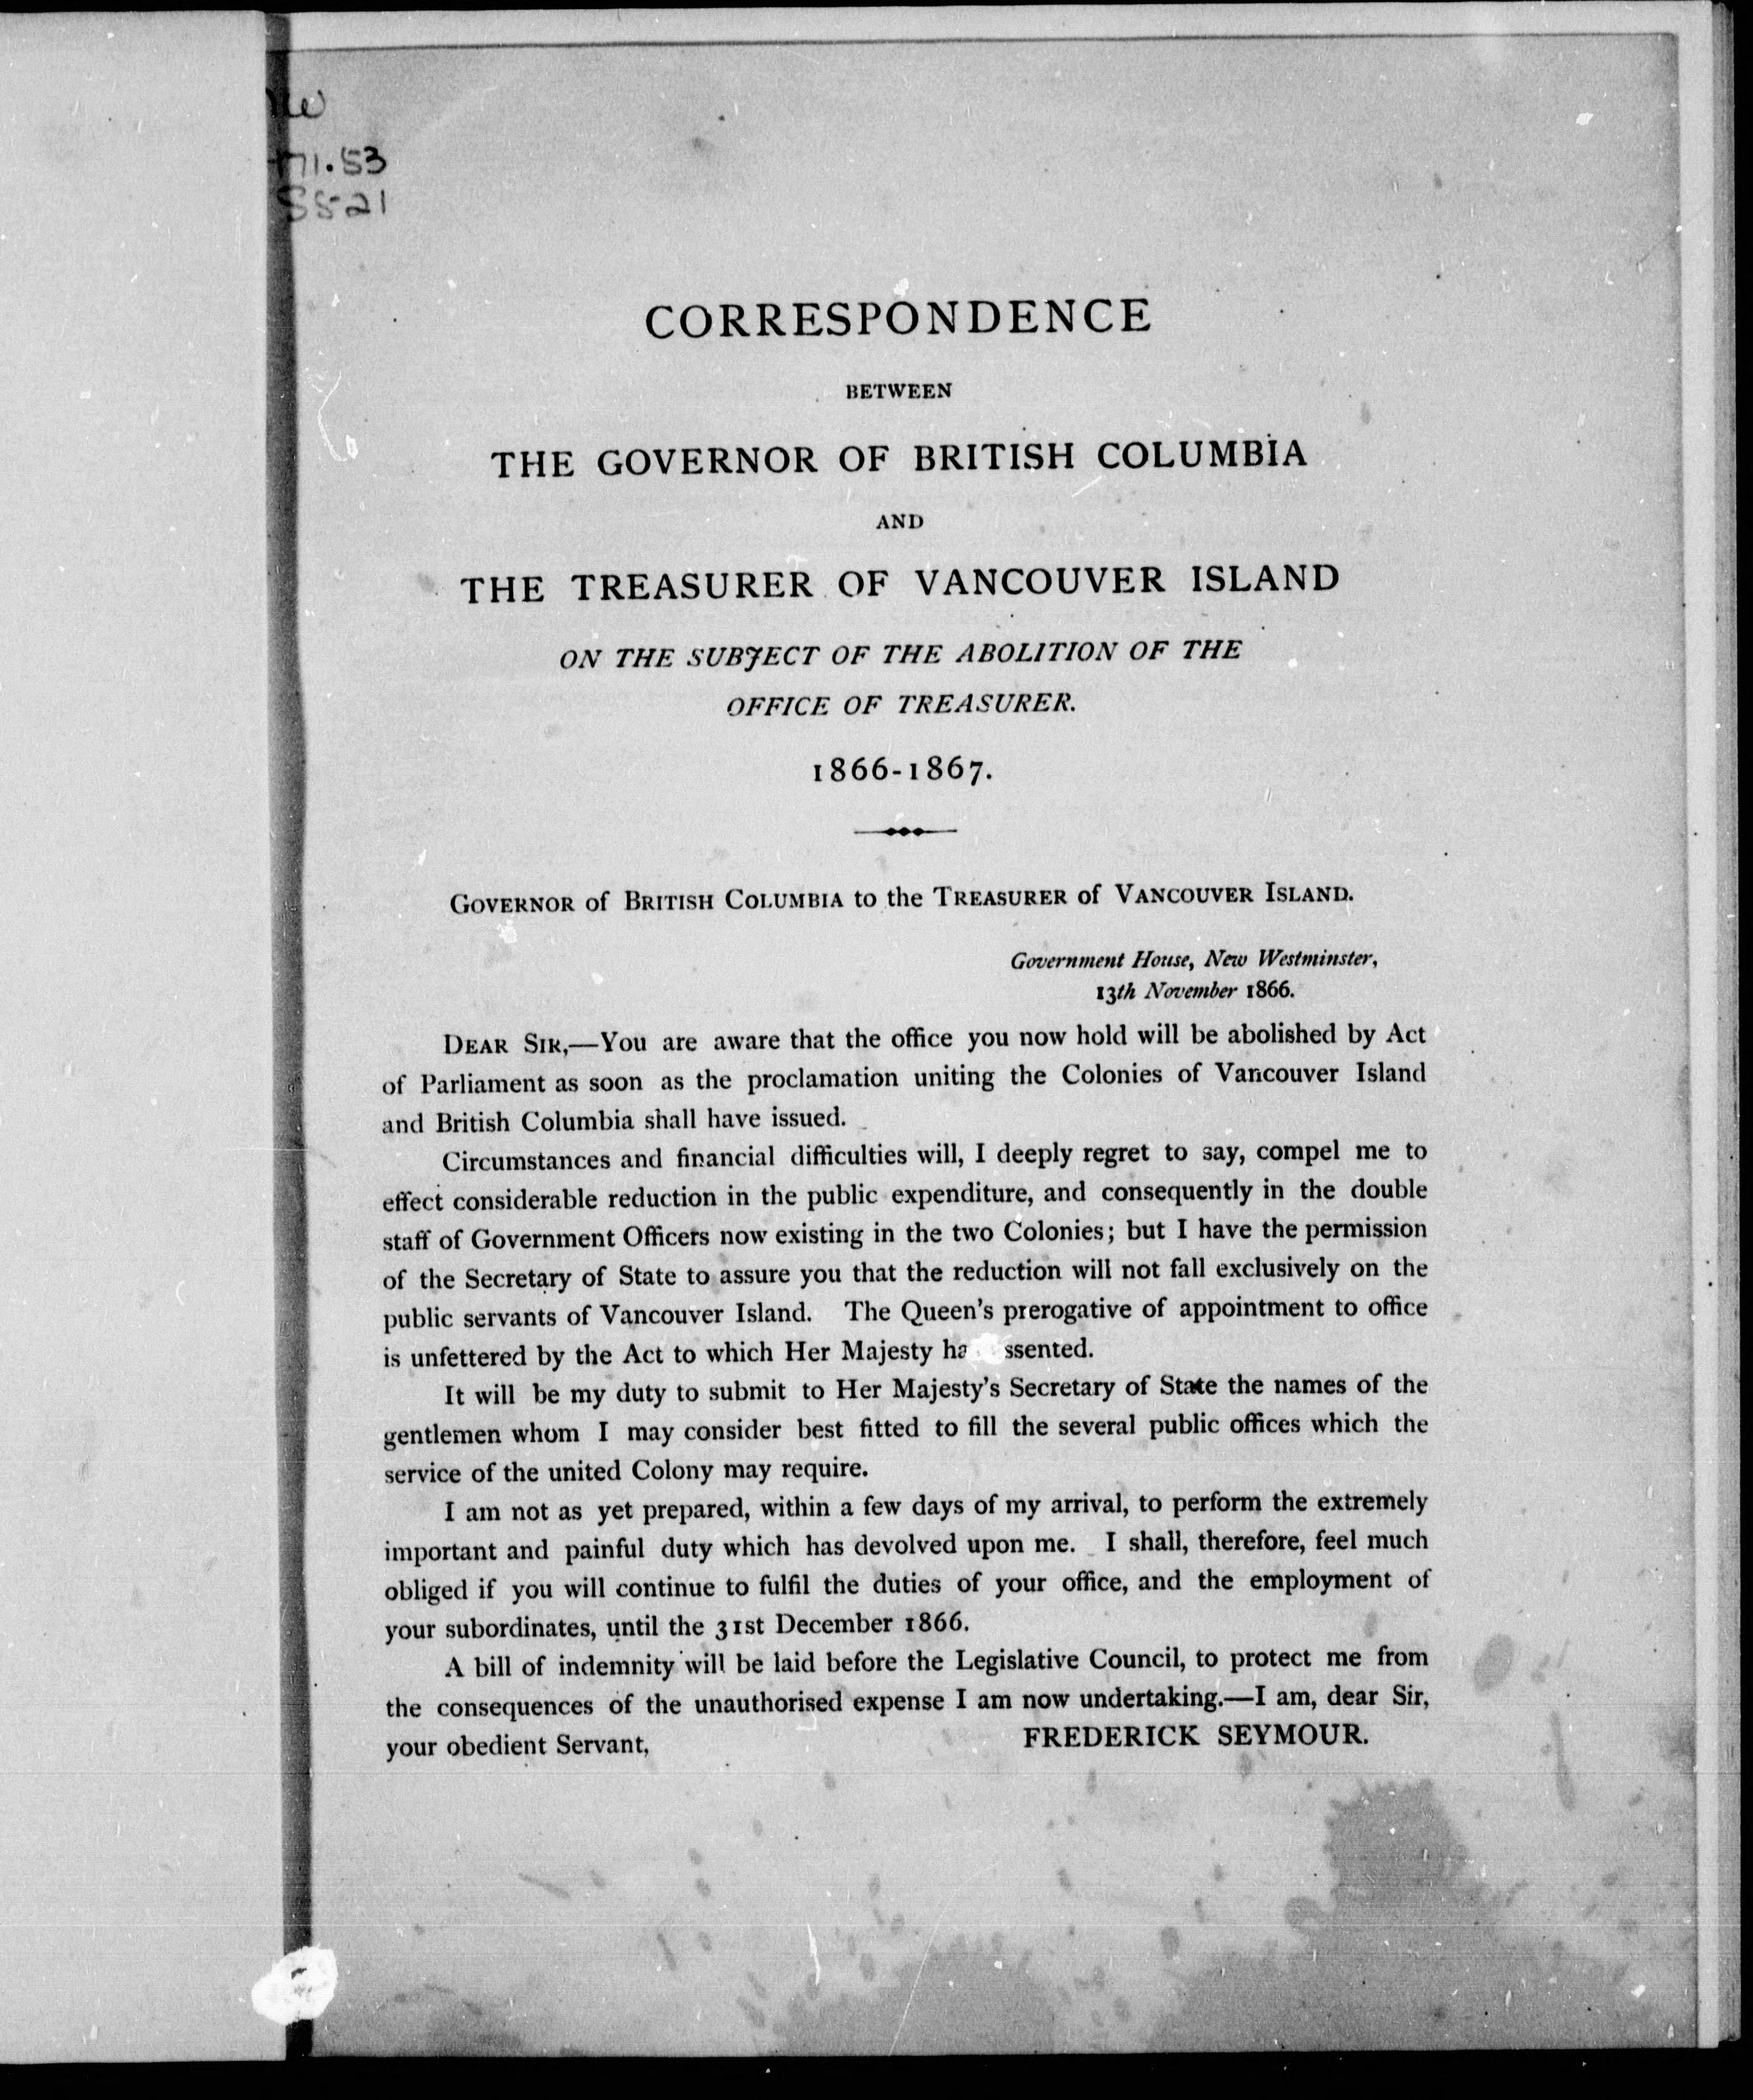 71.53
5521
CORRESPONDENCE
BETWEEN
THE GOVERNOR OF BRITISH COLUMBIA
AND
THE TREASURER OF VANCOUVER ISLAND
ON THE SUBJECT OF THE ABOLITION OF THE
OFFICE OF TREASURER.
1866-1867.
GOVERNOR of BRITISH COLUMBIA to the TREASURER of VANCOUVER ISLAND.
Government House, New Westminster,
13th November 1866.
DEAR SIR,—You are aware that the office you now hold will be abolished by Act
of Parliament as soon as the proclamation uniting the Colonies of Vancouver Island
and British Columbia shall have issued.
Circumstances and financial difficulties will, I deeply regret to say, compel me to
effect considerable reduction in the public expenditure, and consequently in the double
staff of Government Officers now existing in the two Colonies; but I have the permission
of the Secretary of State to assure you that the reduction will not fall exclusively on the
public servants of Vancouver Island. The Queen's prerogative of appointment to office
is unfettered by the Act to which Her Majesty ha ssented.
It will be my duty to submit to Her Majesty's Secretary of State the names of the
gentlemen whom I may consider best fitted to fill the several public offices which the
service of the united Colony may require.
I am not as yet prepared, within a few days of my arrival, to perform the extremely
important and painful duty which has devolved upon me. I shall, therefore, feel much
obliged if you will continue to fulfil the duties of your office, and the employment of
your subordinates, until the 31st December 1866.
A bill of indemnity will be laid before the Legislative Council, to protect me from
the consequences of the unauthorised expense I am now undertaking.—I am, dear Sir,
your obedient Servant, FREDERICK SEYMOUR.